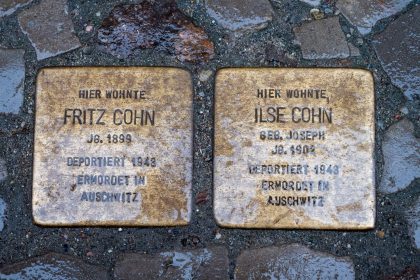 HIER WOHNTE
FRITZ COHN
JG. 1899
DEPORTIERT 1943
ERMORDET IN
AUSCHWITZ
HIER WOHNTE
ILSE COHN
GEB. JOSEPH
JG. 1902
DEPORTIERT 1943
ERMORDET IN
AUSCHWITZ